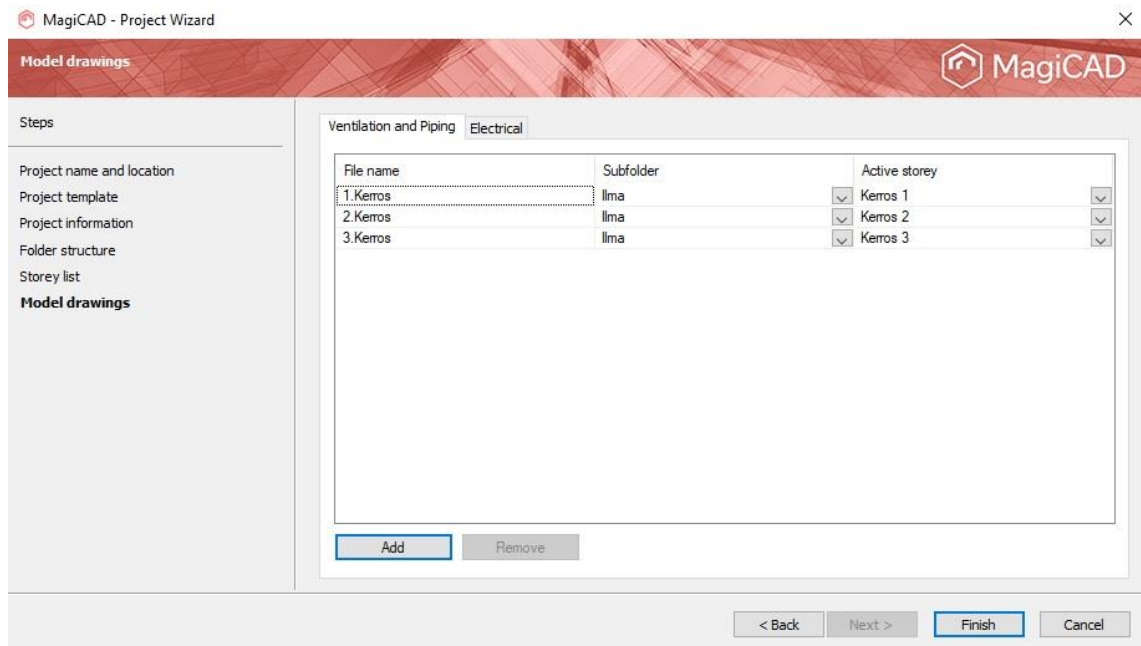 MagiCAD - Project Wizard
Model drawings
MagiCAD
Steps
Project name and location
Project template
Project information
Folder structure
Storey list
Model drawings
Ventilation and Piping Electrical
File name Subfolder Active storey
1.Kerros Ilma Kerros 1
2.Kerros Ilma Kerros 2
3.Kerros Ilma Kerros 3
Add Remove
< Back Next > Finish Cancel